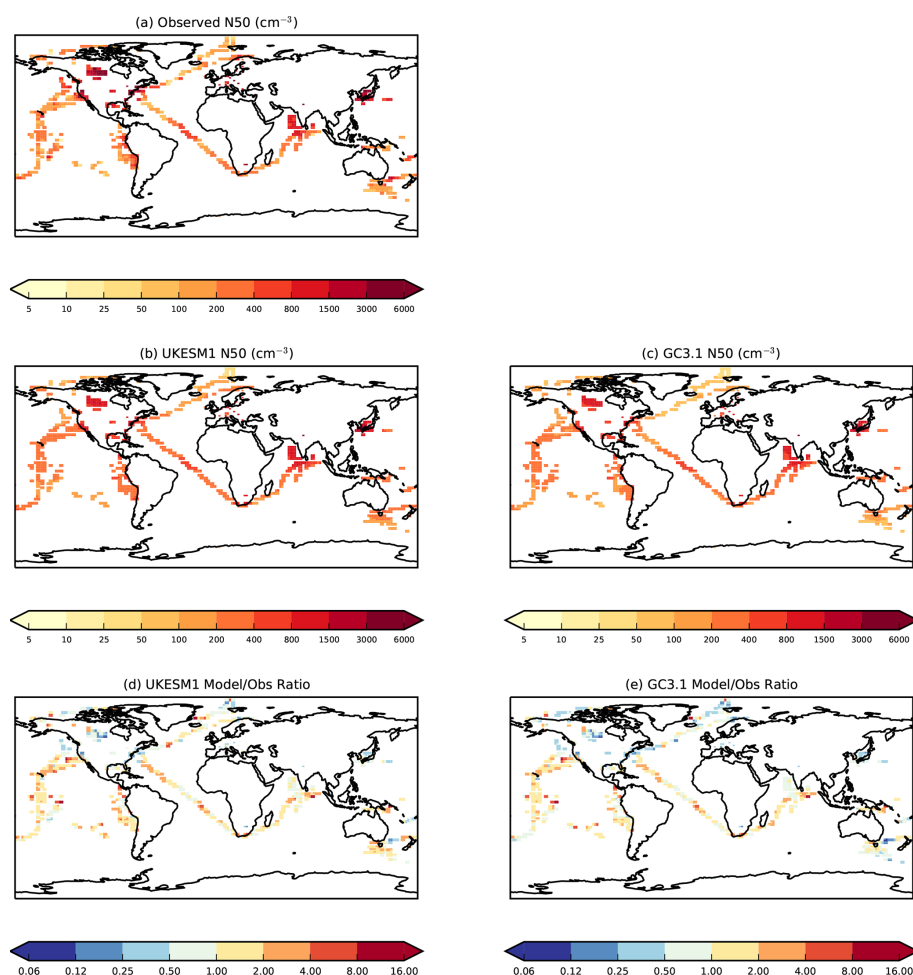 (a) Observed N50 (cm⁻³)
5 10 25 50 100 200 400 800 1500 3000 6000
(b) UKESM1 N50 (cm⁻³)
(c) GC3.1 N50 (cm⁻³)
5 10 25 50 100 200 400 800 1500 3000 6000
5 10 25 50 100 200 400 800 1500 3000 6000
(d) UKESM1 Model/Obs Ratio
(e) GC3.1 Model/Obs Ratio
0.06 0.12 0.25 0.50 1.00 2.00 4.00 8.00 16.00
0.06 0.12 0.25 0.50 1.00 2.00 4.00 8.00 16.00